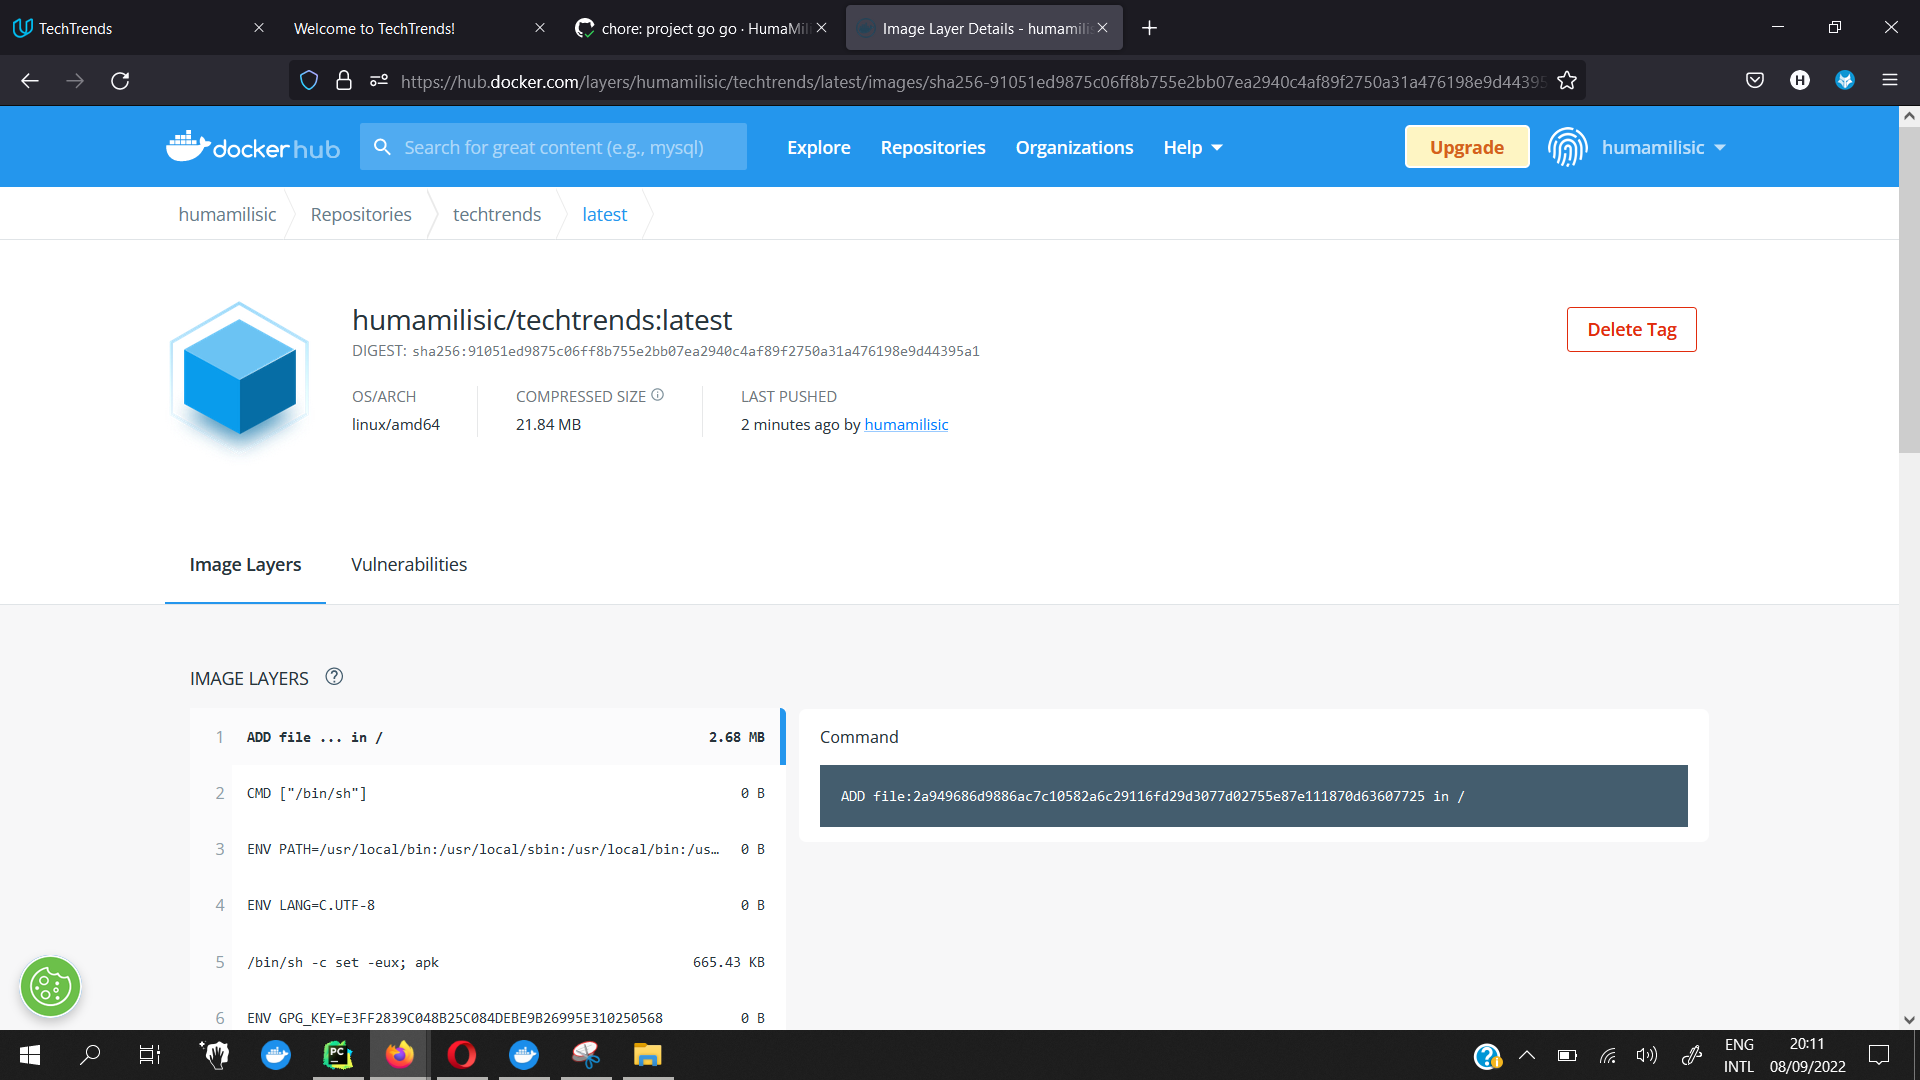 TechTrends
Welcome to TechTrends!
chore: project go go · HumaMili
Image Layer Details - humamilis
https://hub.docker.com/layers/humamilisic/techtrends/latest/images/sha256-91051ed9875c06ff8b755e2bb07ea2940c4af89f2750a31a476198e9d44395
H
docker hub
Search for great content (e.g., mysql)
Explore
Repositories
Organizations
Help
Upgrade
humamilisic
humamilisic
Repositories
techtrends
latest
humamilisic/techtrends:latest
DIGEST: sha256:91051ed9875c06ff8b755e2bb07ea2940c4af89f2750a31a476198e9d44395a1
Delete Tag
OS/ARCH
COMPRESSED SIZE
LAST PUSHED
linux/amd64
21.84 MB
2 minutes ago by humamilisic
Image Layers
Vulnerabilities
IMAGE LAYERS
1 ADD file ... in / 2.68 MB
2 CMD ["/bin/sh"] 0 B
3 ENV PATH=/usr/local/bin:/usr/local/sbin:/usr/local/bin:/us… 0 B
4 ENV LANG=C.UTF-8 0 B
5 /bin/sh -c set -eux; apk 665.43 KB
6 ENV GPG_KEY=E3FF2839C048B25C084DEBE9B26995E310250568 0 B
Command
ADD file:2a949686d9886ac7c10582a6c29116fd29d3077d02755e87e111870d63607725 in /
PC
ENG
INTL
20:11
08/09/2022